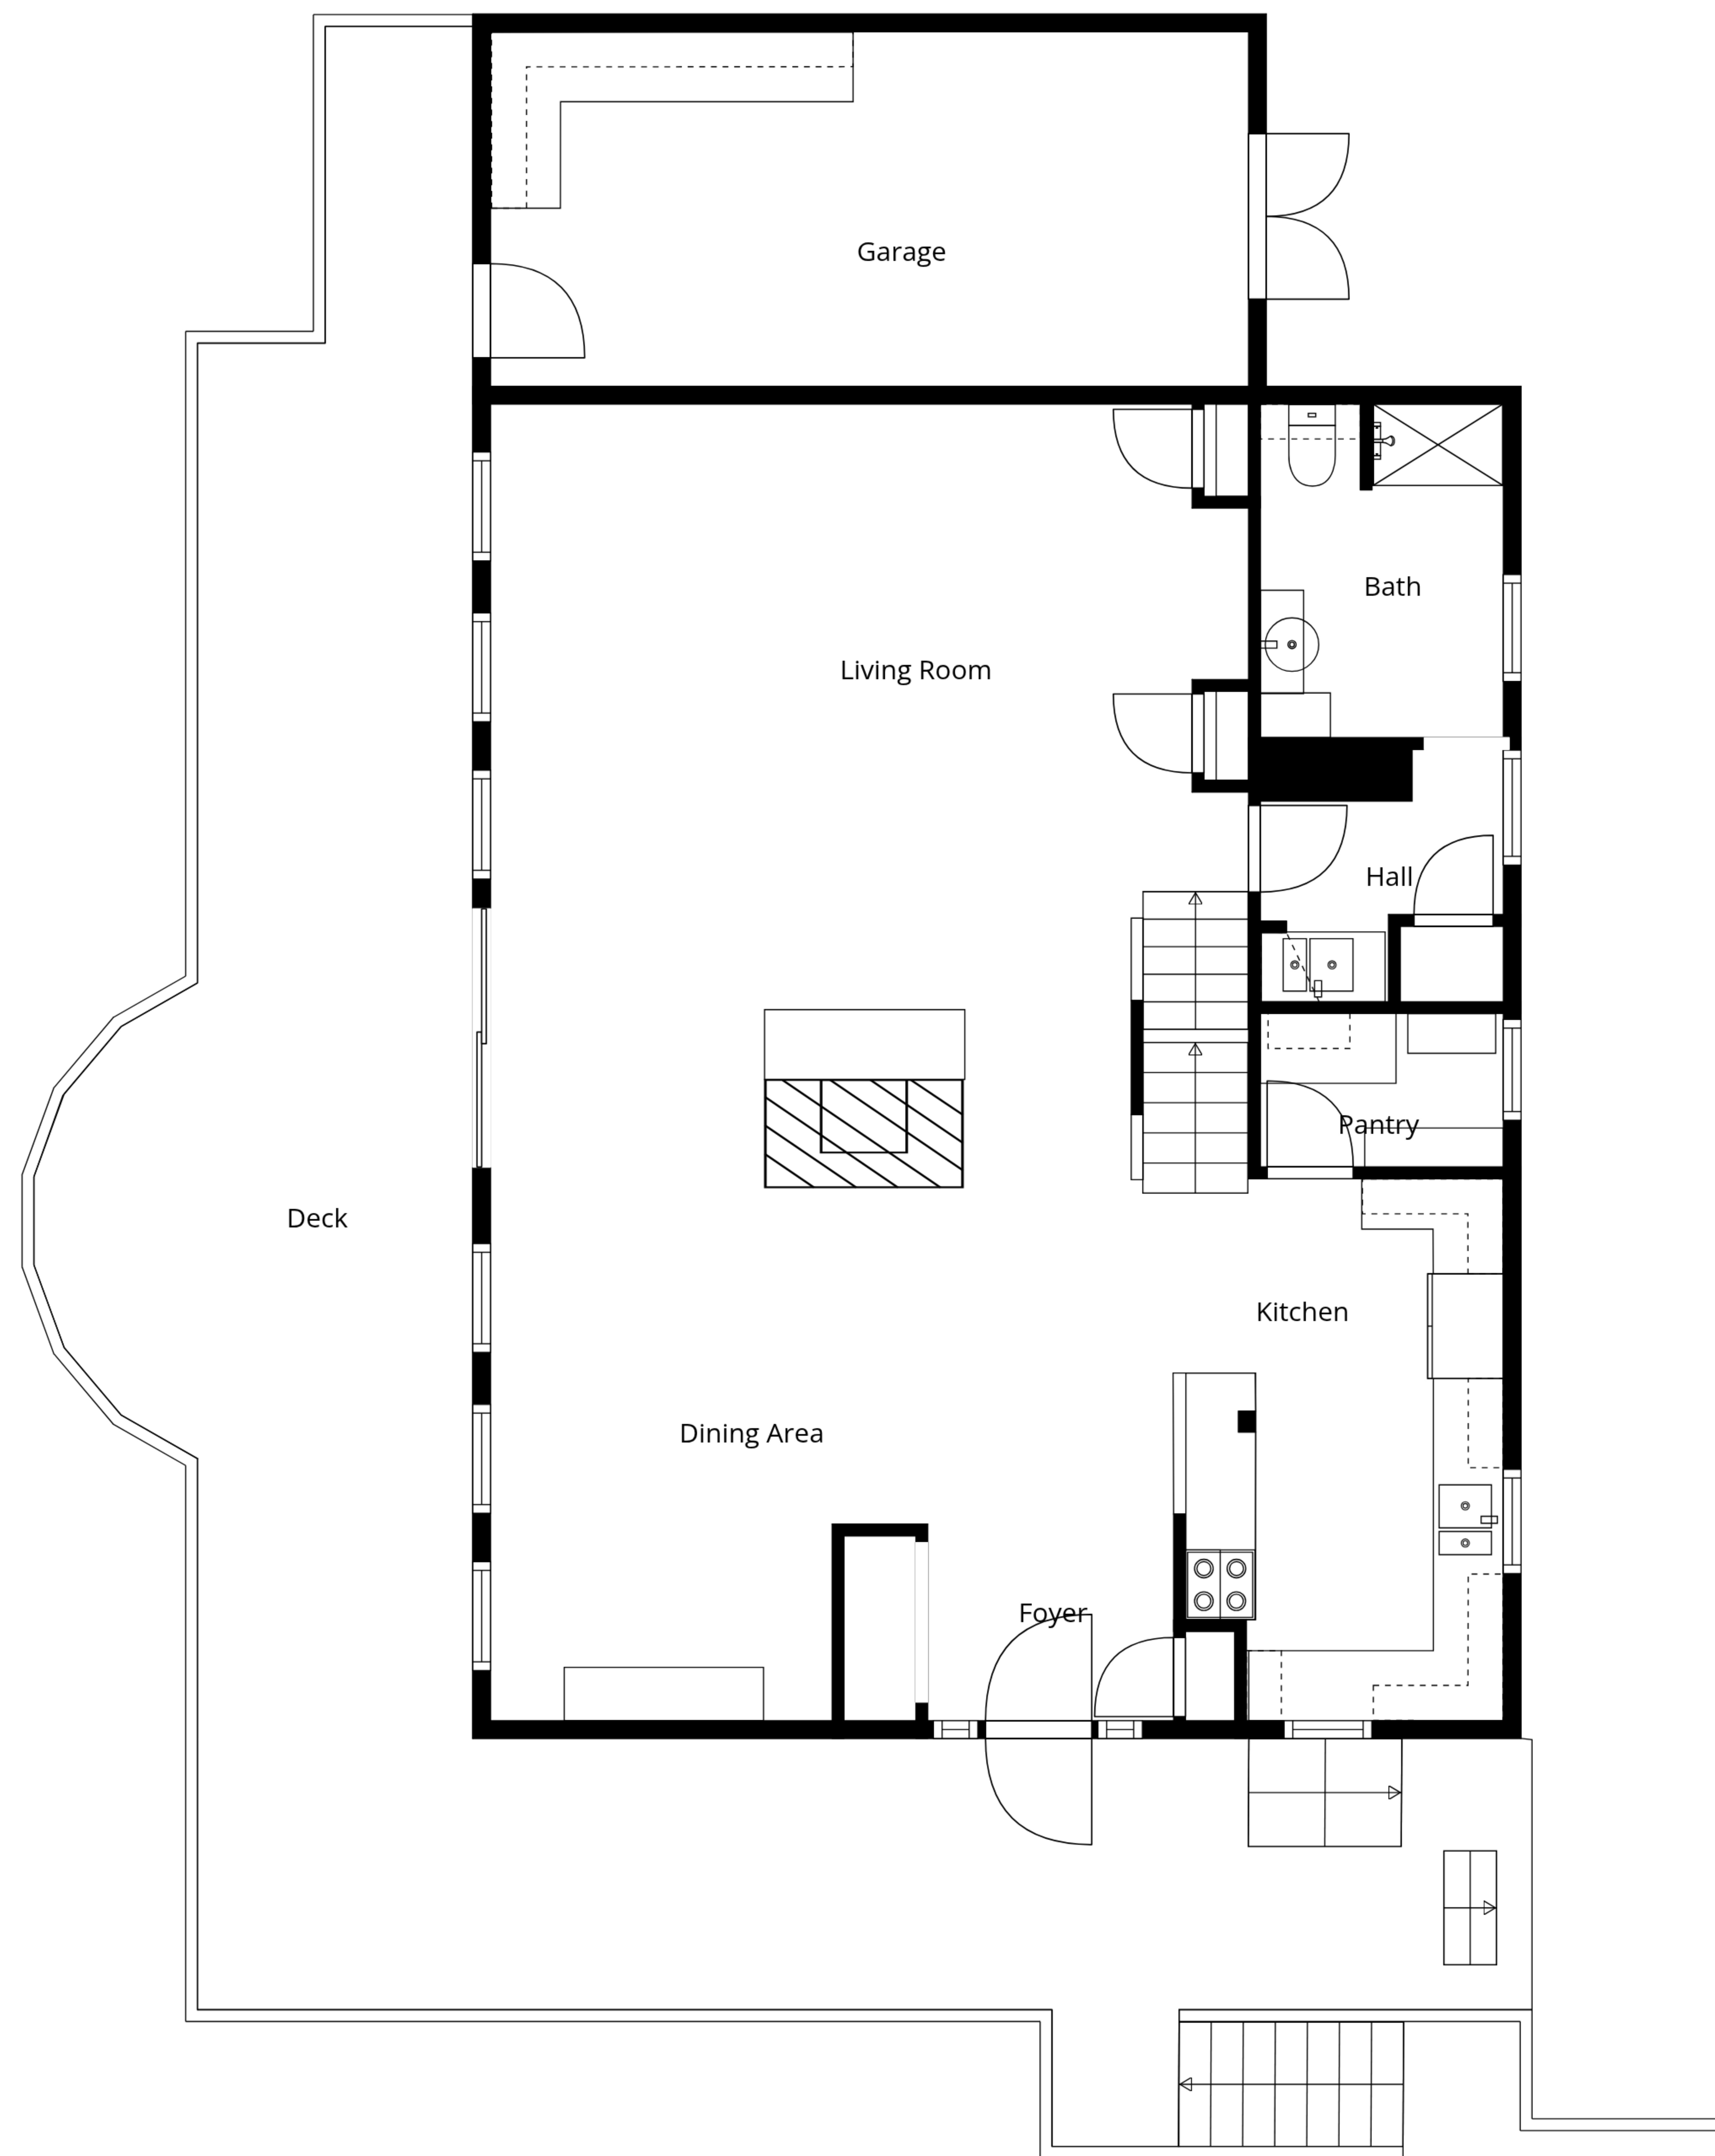 Garage
Bath
Living Room
Hall
Pantry
Deck
Kitchen
Dining Area
Foyer